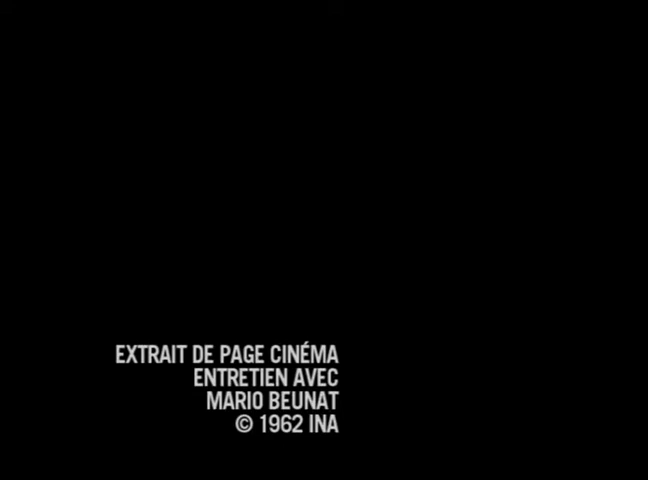 EXTRAIT DE PAGE CINÉMA
ENTRETIEN AVEC
MARIO BEUNAT
© 1962 INA